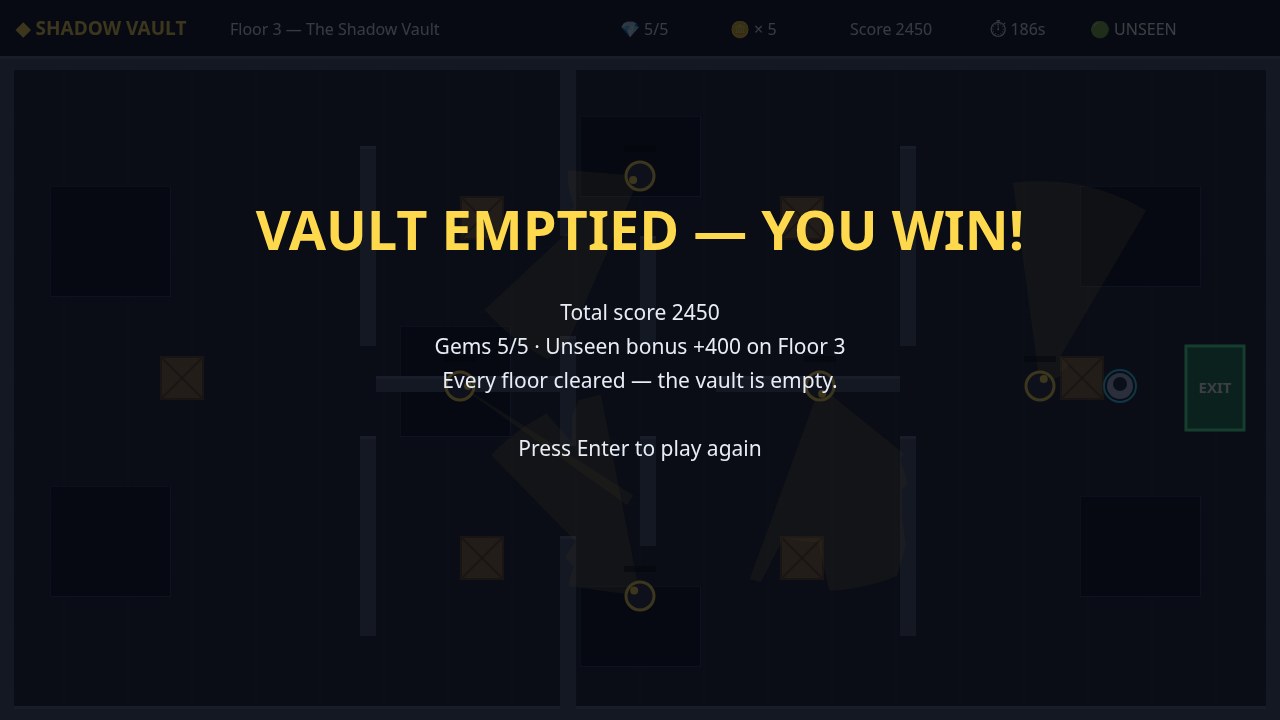 ◆ SHADOW VAULT Floor 3 — The Shadow Vault 💎 5/5 🪙 × 5 Score 2450 ⏱ 186s 🟢 UNSEEN
VAULT EMPTIED — YOU WIN!
Total score 2450
Gems 5/5 · Unseen bonus +400 on Floor 3
Every floor cleared — the vault is empty.
EXIT
Press Enter to play again